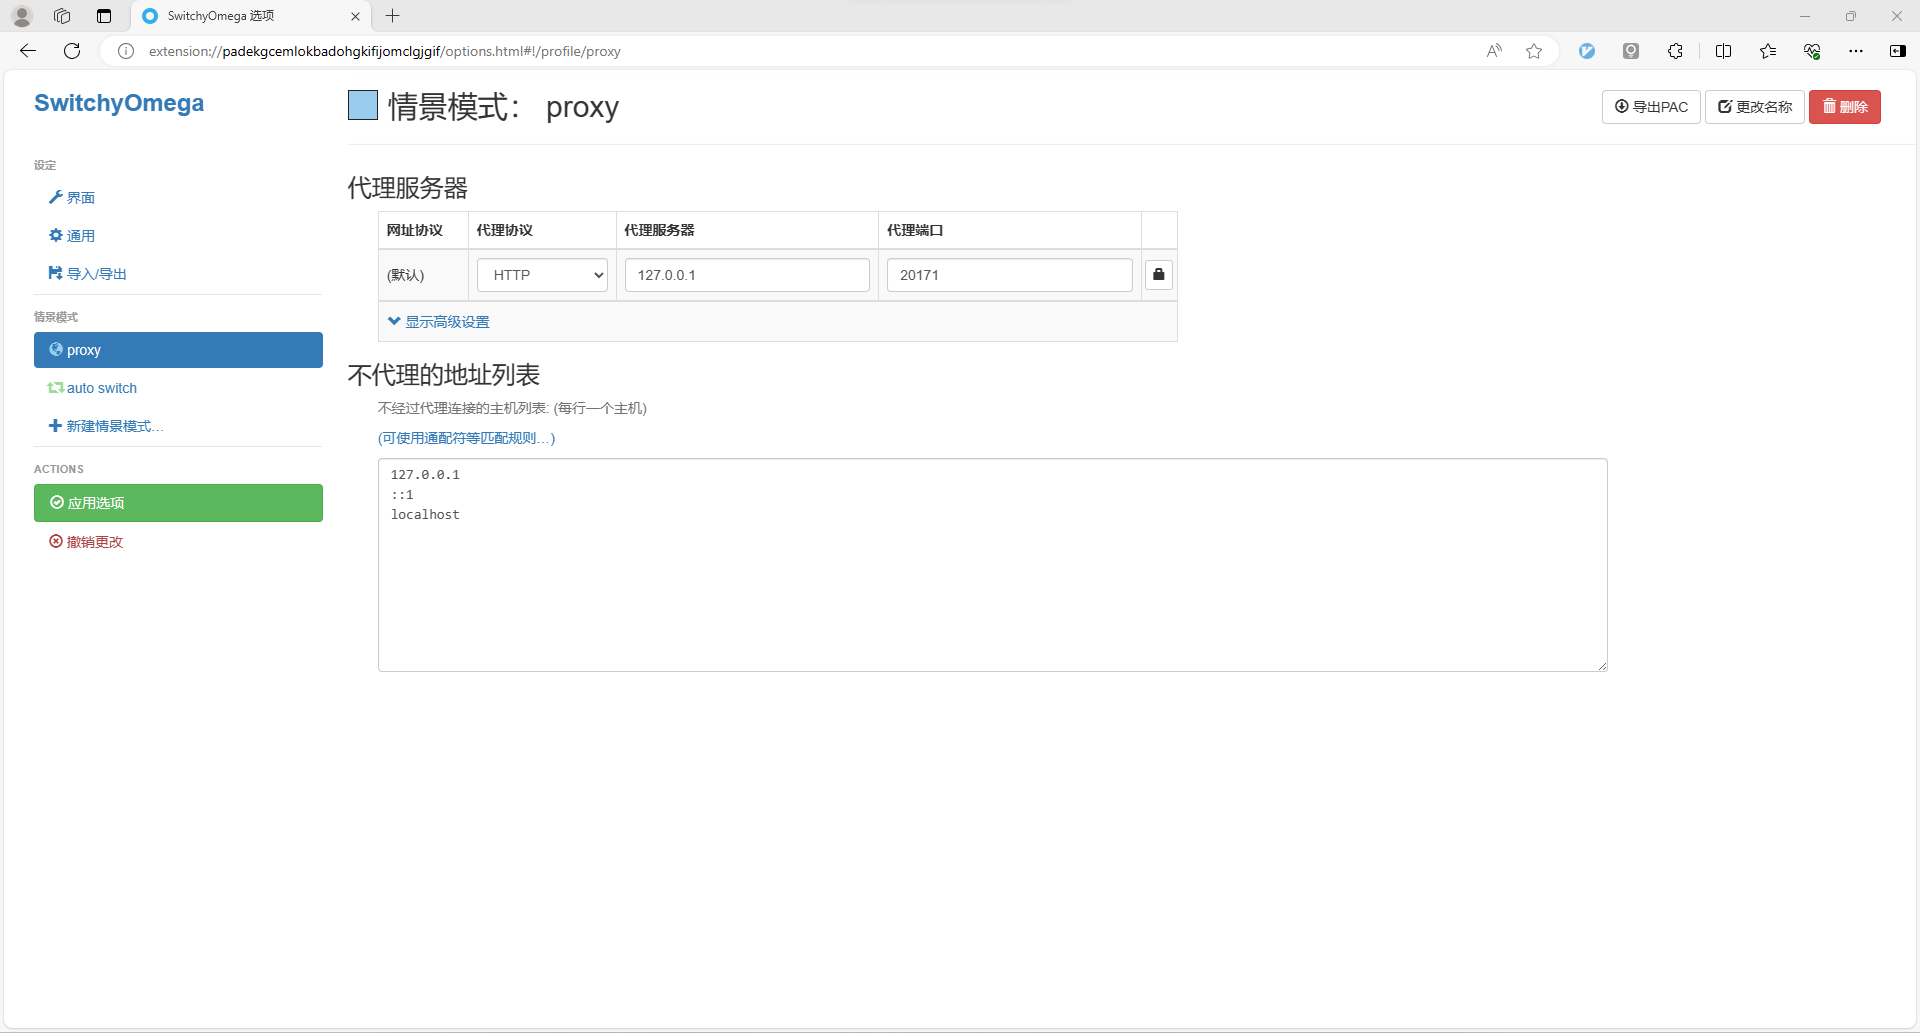 SwitchyOmega 选项
extension://padekgcemlokbadohgkifijomclgjgif/options.html#!/profile/proxy
SwitchyOmega
设定
界面
通用
导入/导出
情景模式
proxy
auto switch
新建情景模式…
ACTIONS
应用选项
撤销更改
情景模式： proxy
导出PAC
更改名称
删除
代理服务器
网址协议 代理协议 代理服务器 代理端口
(默认) HTTP 127.0.0.1 20171
显示高级设置
不代理的地址列表
不经过代理连接的主机列表: (每行一个主机)
(可使用通配符等匹配规则…)
127.0.0.1
::1
localhost